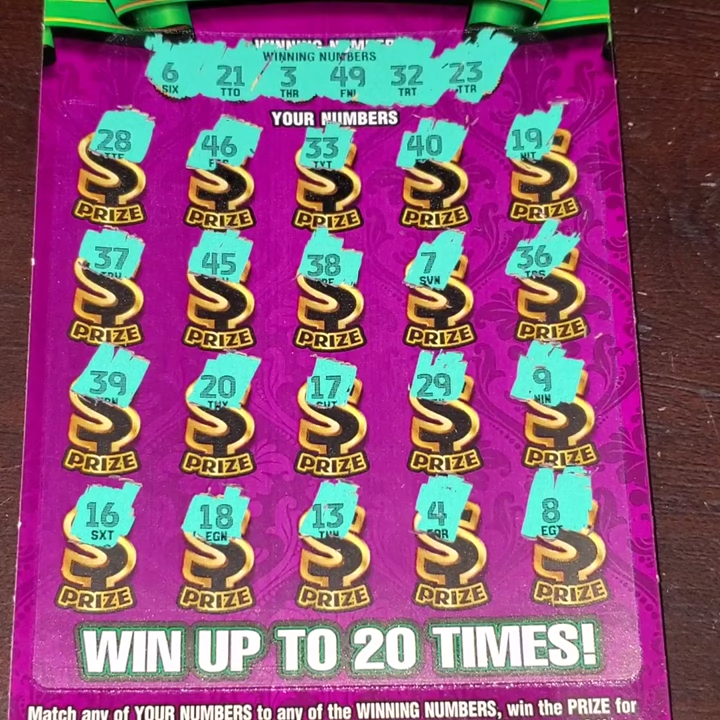 WINNING NUMBERS
6 21 3 49 32 23
SIX TTO THR TRT TTR
YOUR NUMBERS
28 46 33 40 19
TYT
PRIZE PRIZE PRIZE PRIZE PRIZE
37 45 38 7 36
SVN
PRIZE PRIZE PRIZE PRIZE PRIZE
39 20 17 29 9
NIN
PRIZE PRIZE PRIZE PRIZE PRIZE
16 18 13 4 8
SXT EGN EGT
PRIZE PRIZE PRIZE PRIZE PRIZE
WIN UP TO 20 TIMES!
Match any of YOUR NUMBERS to any of the WINNING NUMBERS, win the PRIZE for